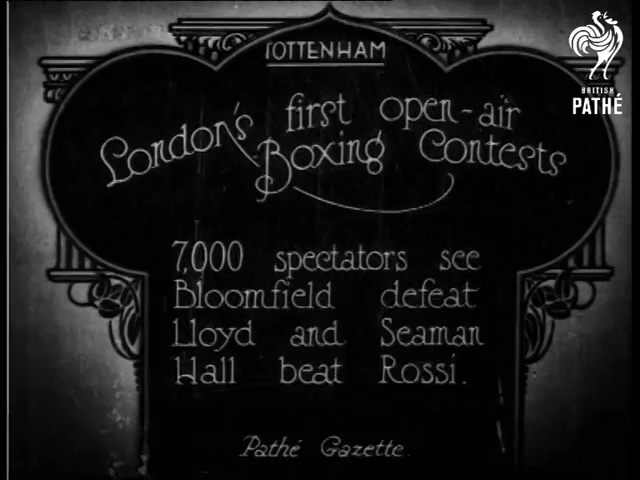 TOTTENHAM
BRITISH
PATHÉ
London's first open-air
Boxing Contests
7,000 spectators see
Bloomfield defeat
Lloyd and Seaman
Hall beat Rossi.
Pathé Gazette.